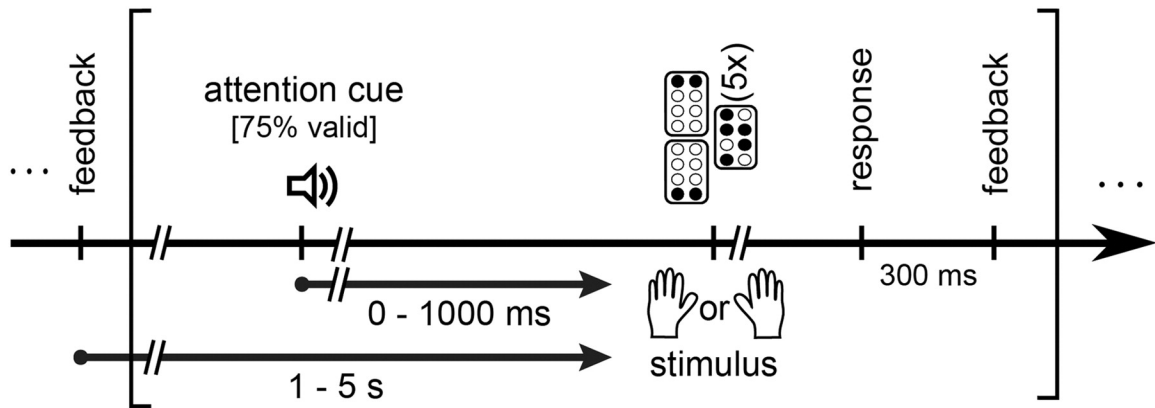 feedback
attention cue
[75% valid]
(5x)
response
feedback
...
...
300 ms
0 - 1000 ms
or
stimulus
1 - 5 s